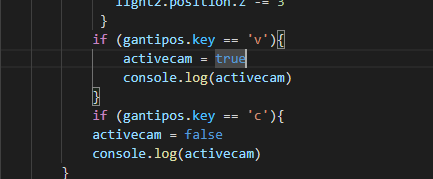 light2.position.z -= 3
}
if (gantipos.key == 'v'){
activecam = true
console.log(activecam)
}
if (gantipos.key == 'c'){
activecam = false
console.log(activecam)
}